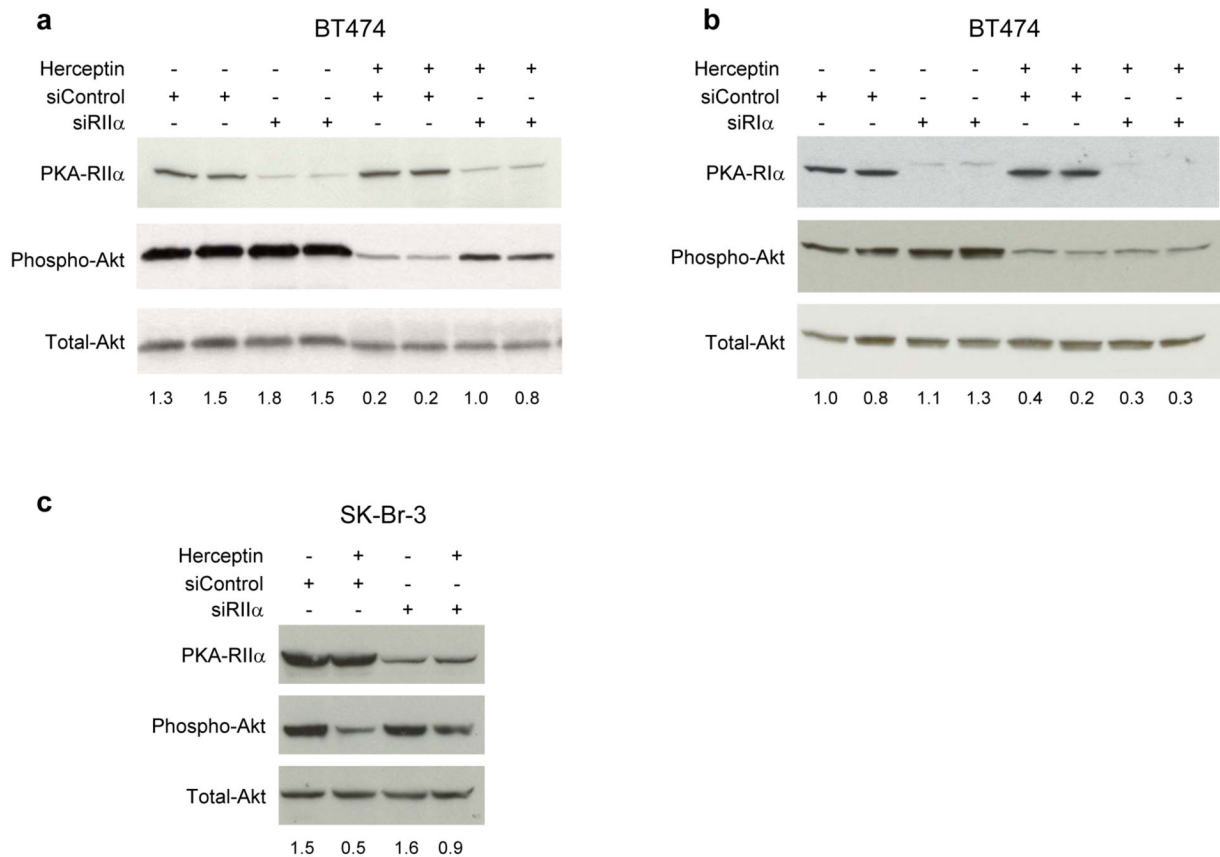 a
BT474
Herceptin - - - - + + + +
siControl + + - - + + - -
siRIIα - - + + - - + +
PKA-RIIα
Phospho-Akt
Total-Akt
1.3 1.5 1.8 1.5 0.2 0.2 1.0 0.8
b
BT474
Herceptin - - - - + + + +
siControl + + - - + + - -
siRIα - - + + - - + +
PKA-RIα
Phospho-Akt
Total-Akt
1.0 0.8 1.1 1.3 0.4 0.2 0.3 0.3
c
SK-Br-3
Herceptin - + - +
siControl + + - -
siRIIα - - + +
PKA-RIIα
Phospho-Akt
Total-Akt
1.5 0.5 1.6 0.9